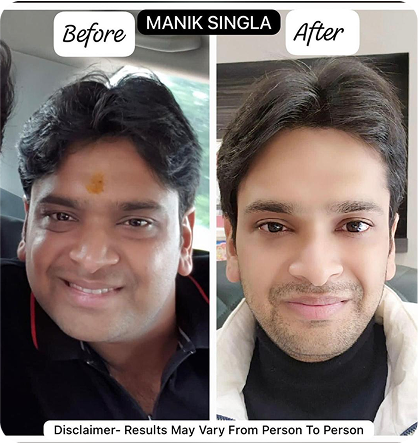 MANIK SINGLA
Before
After
Disclaimer- Results May Vary From Person To Person